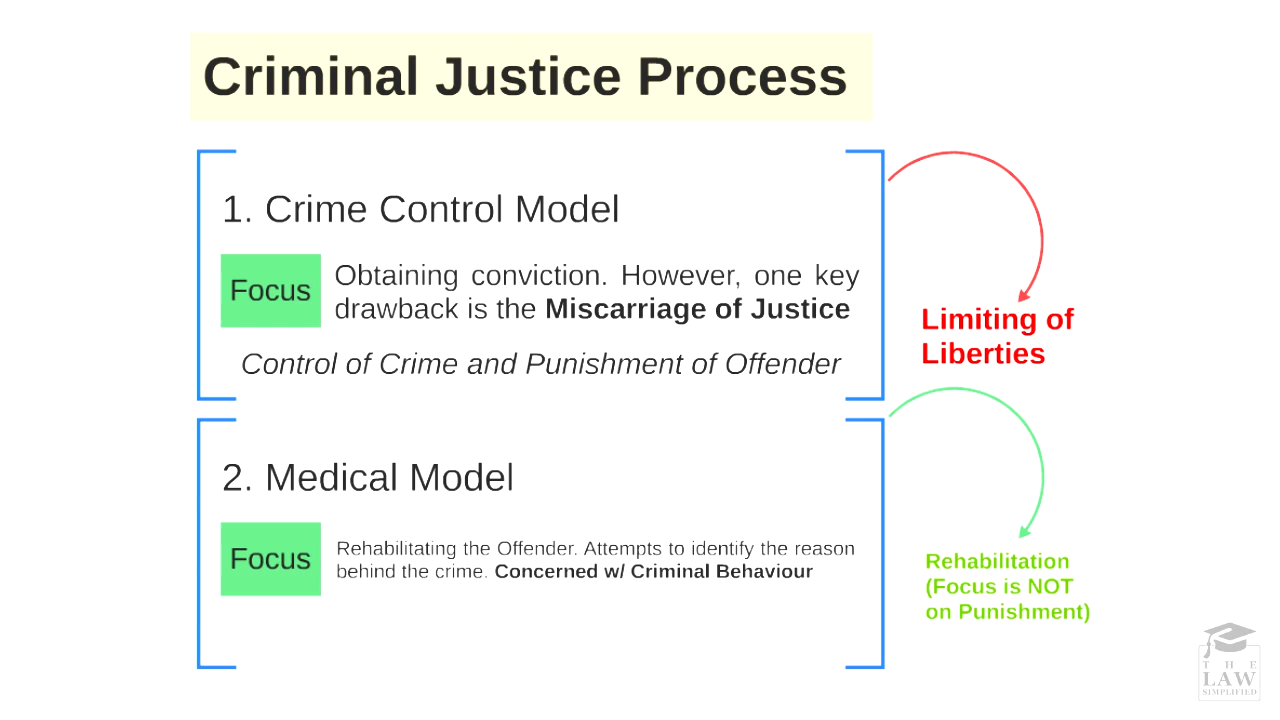 Criminal Justice Process
1. Crime Control Model
Focus
Obtaining conviction. However, one key
drawback is the Miscarriage of Justice
Control of Crime and Punishment of Offender
Limiting of
Liberties
2. Medical Model
Focus
Rehabilitating the Offender. Attempts to identify the reason
behind the crime. Concerned w/ Criminal Behaviour
Rehabilitation
(Focus is NOT
on Punishment)
THE
LAW
SIMPLIFIED